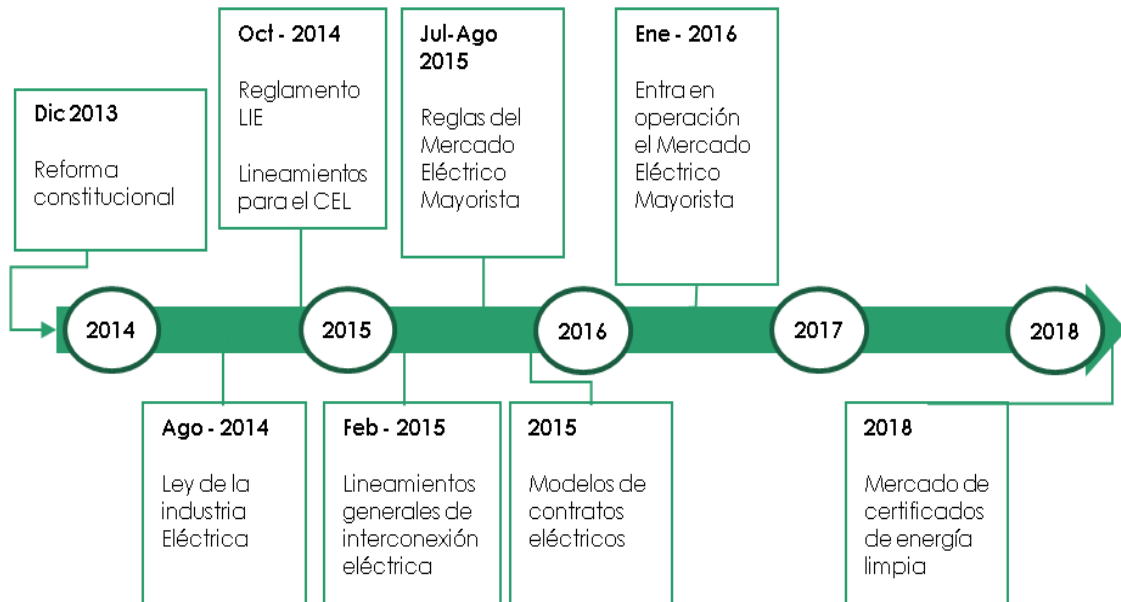 Dic 2013
Reforma
constitucional
Oct - 2014
Reglamento
LIE
Lineamientos
para el CEL
Jul-Ago
2015
Reglas del
Mercado
Eléctrico
Mayorista
Ene - 2016
Entra en
operación
el Mercado
Eléctrico
Mayorista
2014
2015
2016
2017
2018
Ago - 2014
Ley de la
industria
Eléctrica
Feb - 2015
Lineamientos
generales de
interconexión
eléctrica
2015
Modelos de
contratos
eléctricos
2018
Mercado de
certificados
de energía
limpia